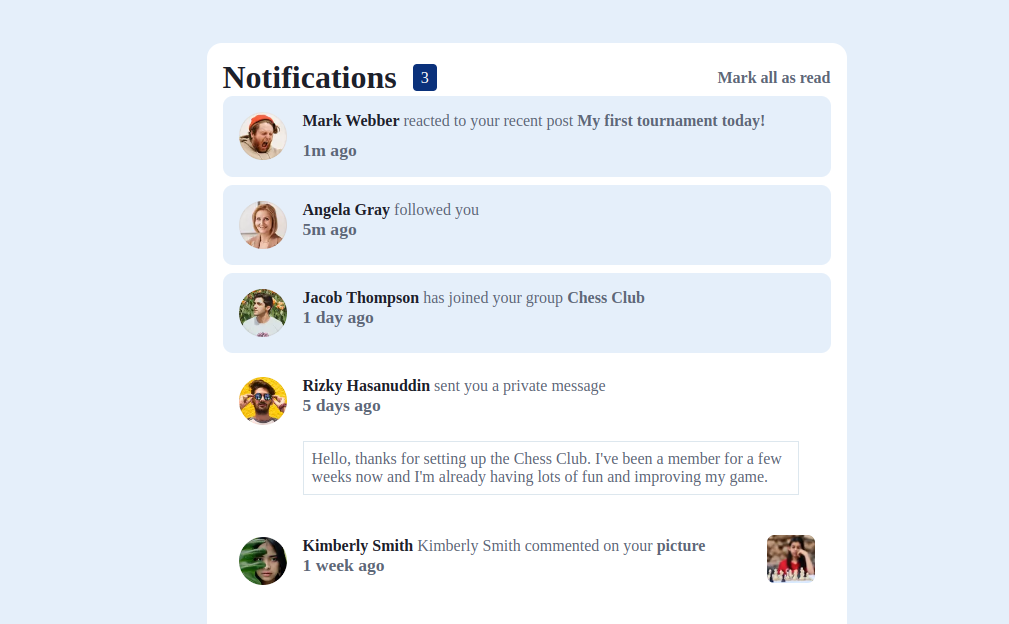 Notifications 3 Mark all as read
Mark Webber reacted to your recent post My first tournament today!
1m ago
Angela Gray followed you
5m ago
Jacob Thompson has joined your group Chess Club
1 day ago
Rizky Hasanuddin sent you a private message
5 days ago
Hello, thanks for setting up the Chess Club. I've been a member for a few
weeks now and I'm already having lots of fun and improving my game.
Kimberly Smith Kimberly Smith commented on your picture
1 week ago